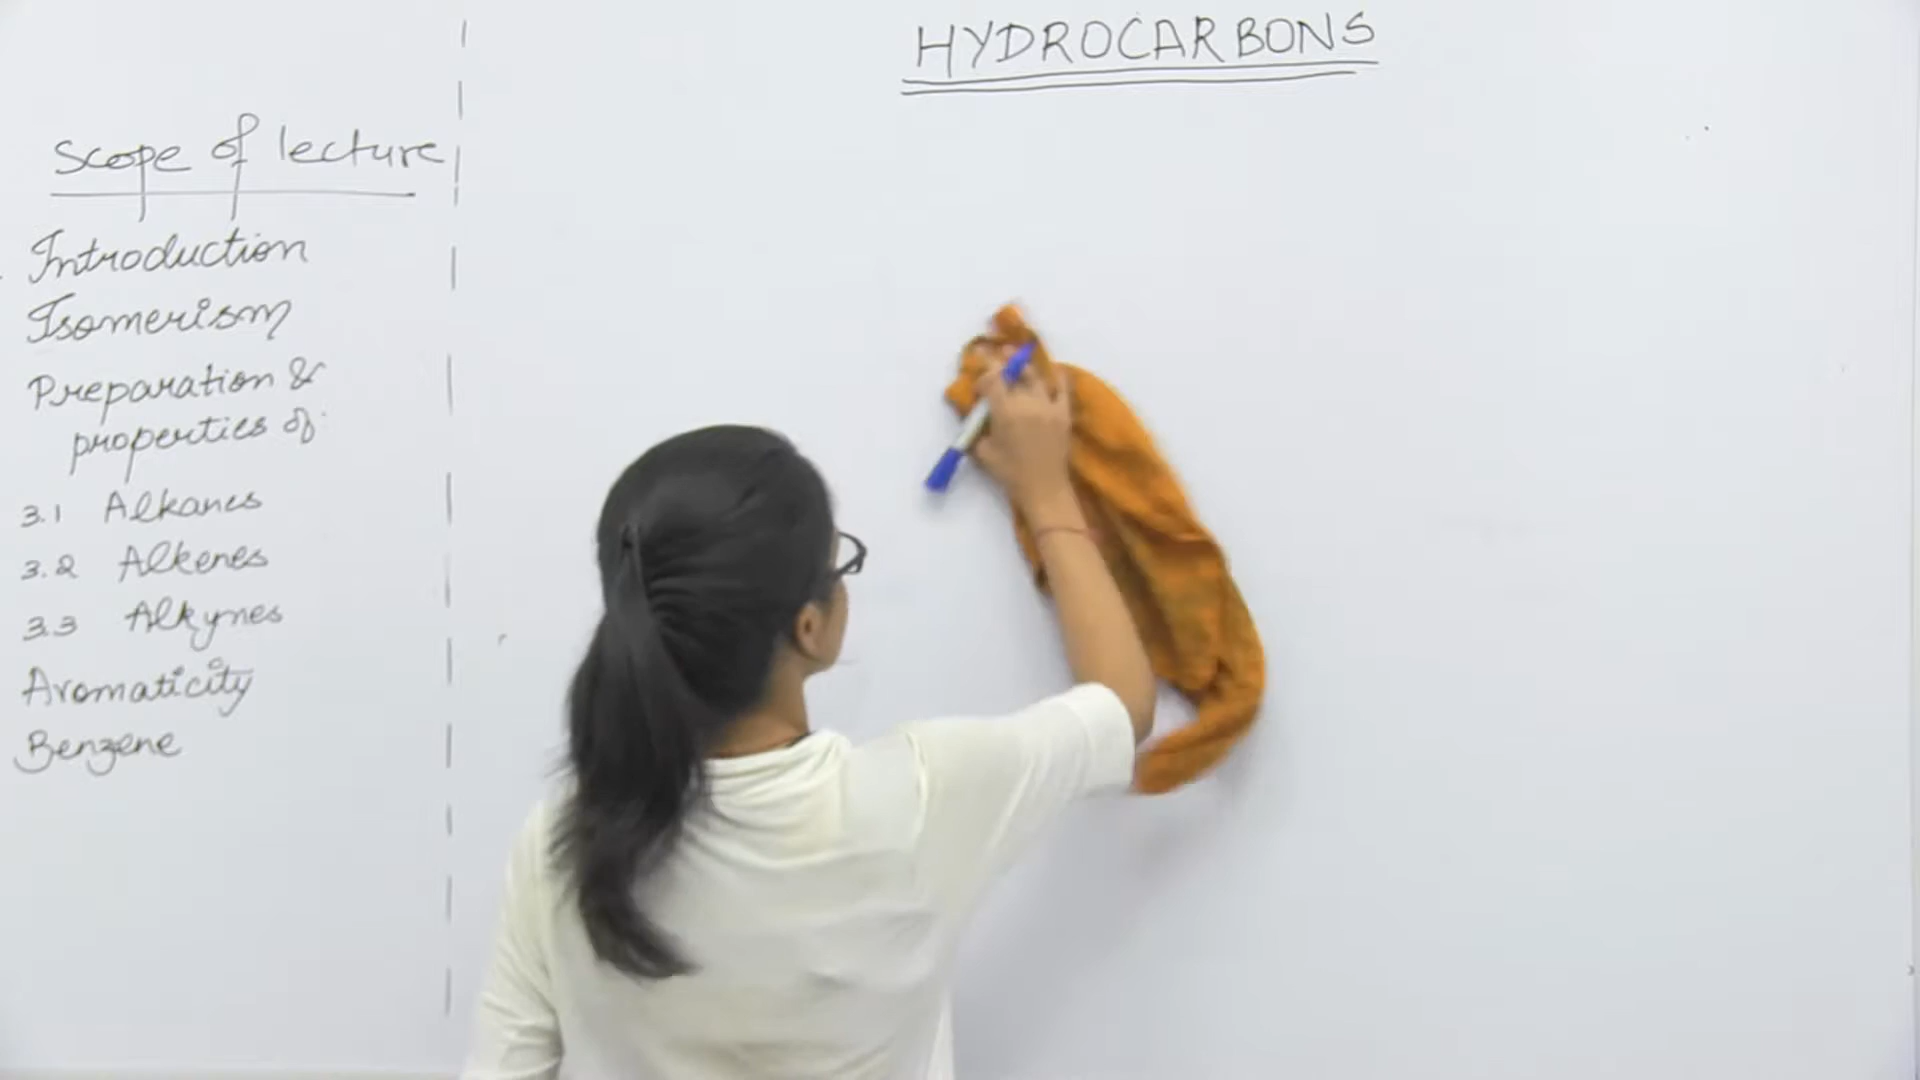 HYDROCARBONS
Scope of lecture
Introduction
Isomerism
Preparation &
properties of
3.1 Alkanes
3.2 Alkenes
3.3 Alkynes
Aromaticity
Benzene